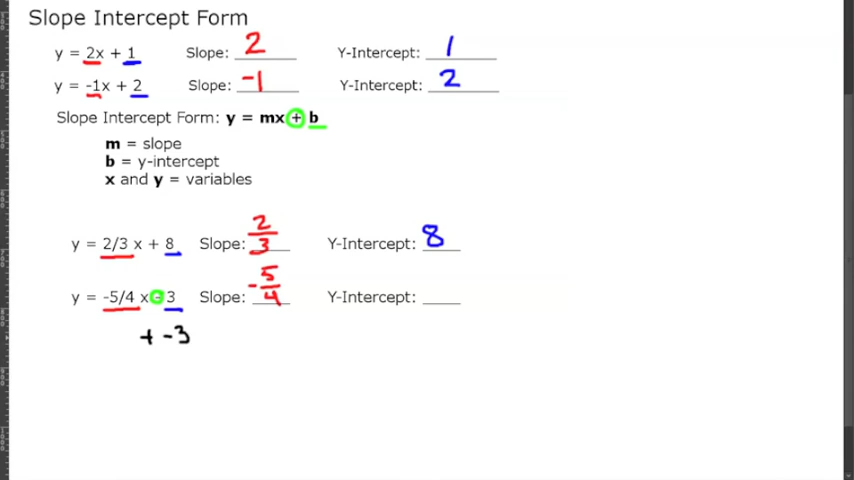 Slope Intercept Form
y = 2x + 1 Slope: 2 Y-Intercept: 1
y = -1x + 2 Slope: -1 Y-Intercept: 2
Slope Intercept Form: y = mx + b
m = slope
b = y-intercept
x and y = variables
y = 2/3 x + 8 Slope: 2/3 Y-Intercept: 8
y = -5/4 x - 3 Slope: -5/4 Y-Intercept: ____
+ -3